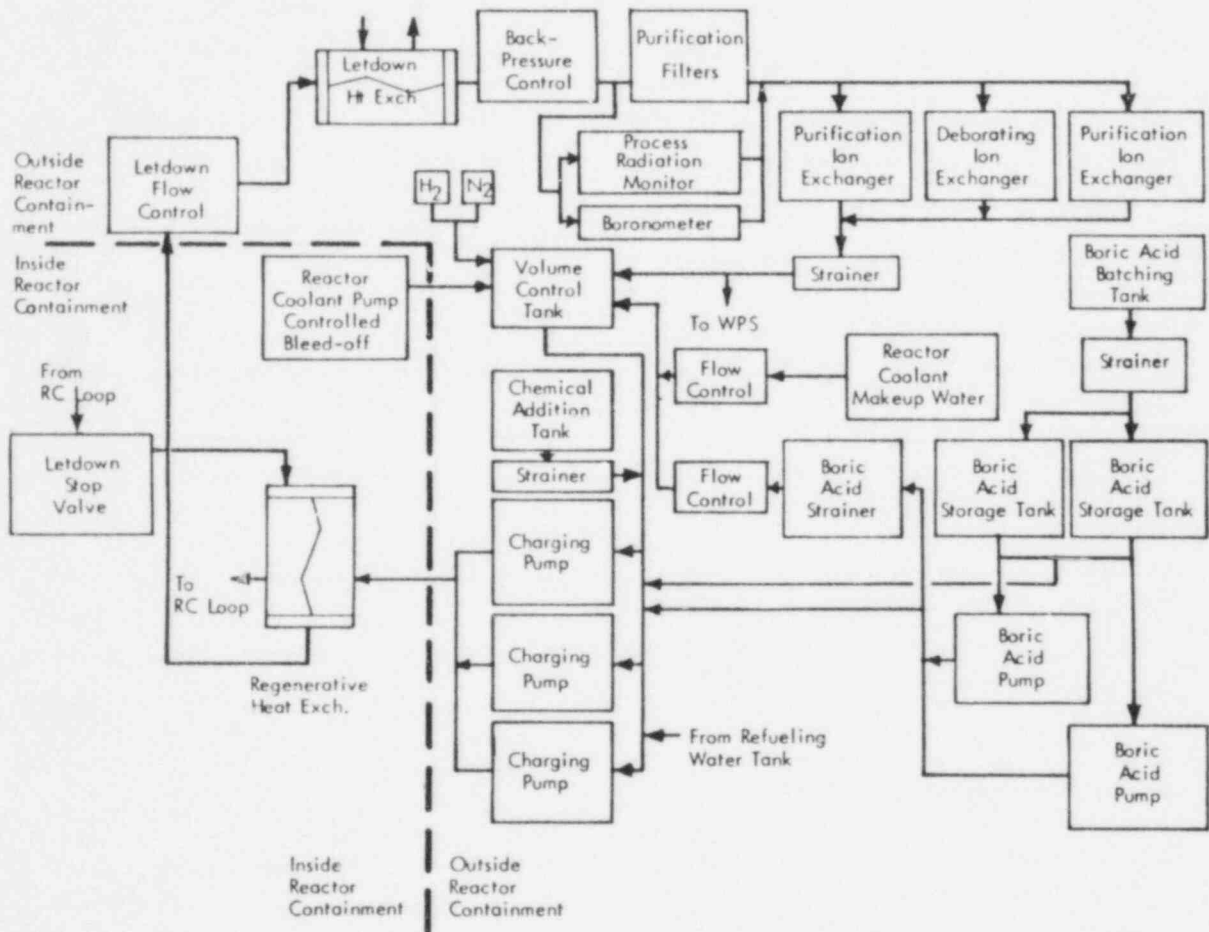 Letdown
Ht Exch
Back-
Pressure
Control
Purification
Filters
Outside
Reactor
Contain-
ment
Letdown
Flow
Control
H2
N2
Process
Radiation
Monitor
Boronometer
Purification
Ion
Exchanger
Deborating
Ion
Exchanger
Purification
Ion
Exchanger
Inside
Reactor
Containment
Reactor
Coolant Pump
Controlled
Bleed-off
Volume
Control
Tank
Strainer
To WPS
Boric Acid
Batching
Tank
Strainer
From
RC Loop
Letdown
Stop
Valve
Chemical
Addition
Tank
Strainer
Flow
Control
Reactor
Coolant
Makeup Water
Flow
Control
Boric
Acid
Strainer
Boric
Acid
Storage Tank
Boric
Acid
Storage Tank
To
RC Loop
Regenerative
Heat Exch.
Charging
Pump
Charging
Pump
Charging
Pump
From Refueling
Water Tank
Boric
Acid
Pump
Boric
Acid
Pump
Inside
Reactor
Containment
Outside
Reactor
Containment